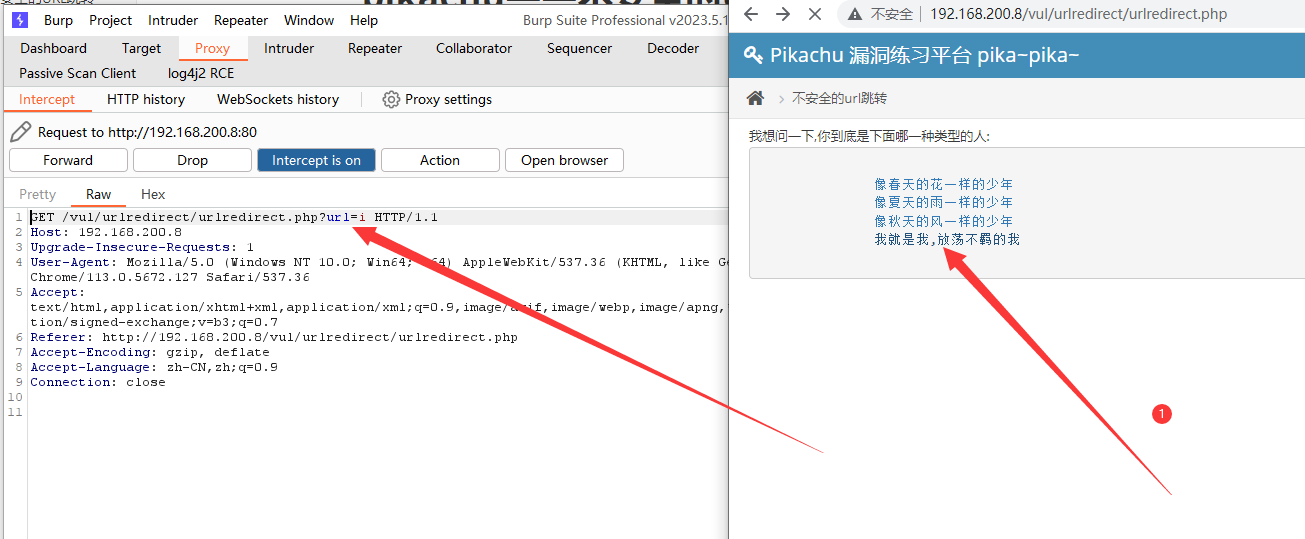 Burp Project Intruder Repeater Window Help Burp Suite Professional v2023.5.1
Dashboard Target Proxy Intruder Repeater Collaborator Sequencer Decoder
Passive Scan Client log4j2 RCE
Intercept HTTP history WebSockets history Proxy settings
Request to http://192.168.200.8:80
Forward Drop Intercept is on Action Open browser
Pretty Raw Hex
1 GET /vul/urlredirect/urlredirect.php?url=i HTTP/1.1
2 Host: 192.168.200.8
3 Upgrade-Insecure-Requests: 1
4 User-Agent: Mozilla/5.0 (Windows NT 10.0; Win64; x64) AppleWebKit/537.36 (KHTML, like Ge
Chrome/113.0.5672.127 Safari/537.36
5 Accept:
text/html,application/xhtml+xml,application/xml;q=0.9,image/avif,image/webp,image/apng,
tion/signed-exchange;v=b3;q=0.7
6 Referer: http://192.168.200.8/vul/urlredirect/urlredirect.php
7 Accept-Encoding: gzip, deflate
8 Accept-Language: zh-CN,zh;q=0.9
9 Connection: close
10
11
不安全 192.168.200.8/vul/urlredirect/urlredirect.php
Pikachu 漏洞练习平台 pika~pika~
不安全的url跳转
我想问一下,你到底是下面哪一种类型的人:
像春天的花一样的少年
像夏天的雨一样的少年
像秋天的风一样的少年
我就是我,放荡不羁的我
1